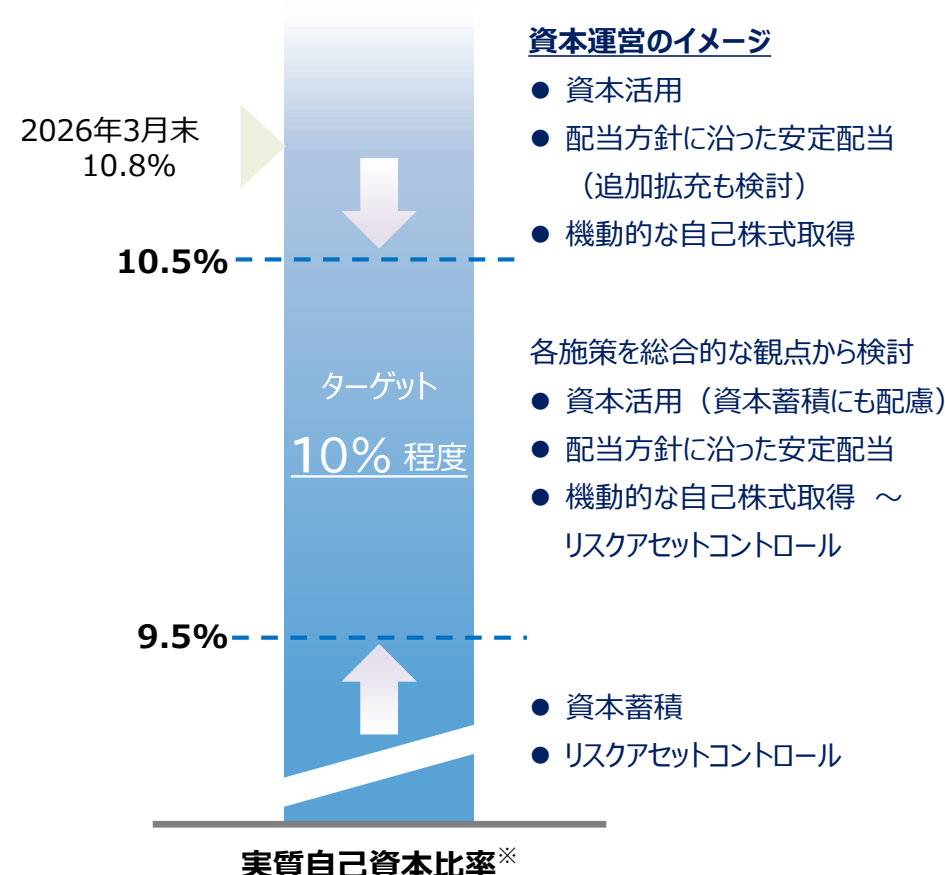 資本運営のイメージ
● 資本活用
● 配当方針に沿った安定配当
（追加拡充も検討）
● 機動的な自己株式取得
2026年3月末
10.8%
10.5%
ターゲット
10% 程度
各施策を総合的な観点から検討
● 資本活用（資本蓄積にも配慮）
● 配当方針に沿った安定配当
● 機動的な自己株式取得 ～
リスクアセットコントロール
9.5%
● 資本蓄積
● リスクアセットコントロール
実質自己資本比率※